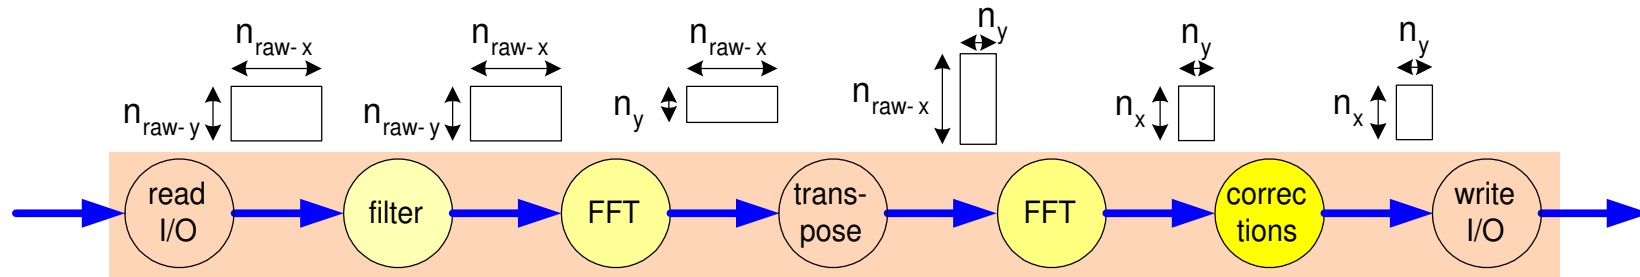 n raw- x
n raw- y
n raw- x
n raw- y
n raw- x
n y
n y
n raw- x
n y
n x
n y
n x
read
I/O
filter
FFT
trans-
pose
FFT
correc
tions
write
I/O